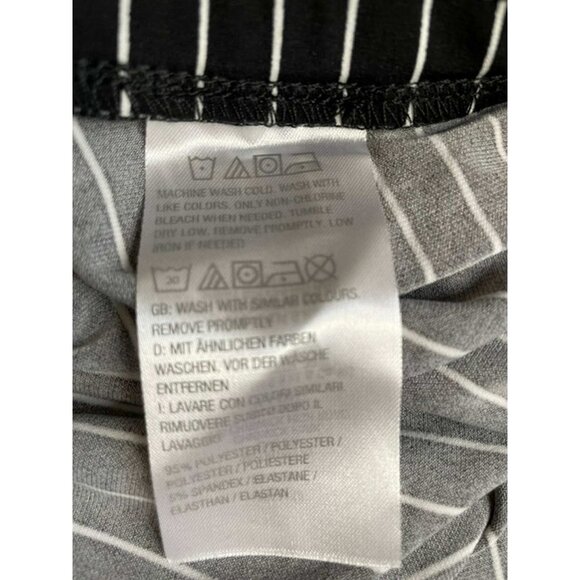 MACHINE WASH COLD. WASH WITH
LIKE COLORS. ONLY NON-CHLORINE
BLEACH WHEN NEEDED. TUMBLE
DRY LOW. REMOVE PROMPTLY. LOW
IRON IF NEEDED
30
GB: WASH WITH SIMILAR COLOURS.
REMOVE PROMPTLY
D: MIT ÄHNLICHEN FARBEN
WASCHEN. VOR DER WÄSCHE
ENTFERNEN
I: LAVARE CON COLORI SIMILARI
RIMUOVERE SUBITO DOPO IL
LAVAGGIO
95% POLYESTER / POLYESTER /
POLYESTER / POLIESTERE
5% SPANDEX / ELASTANE /
ELASTHAN / ELASTAN